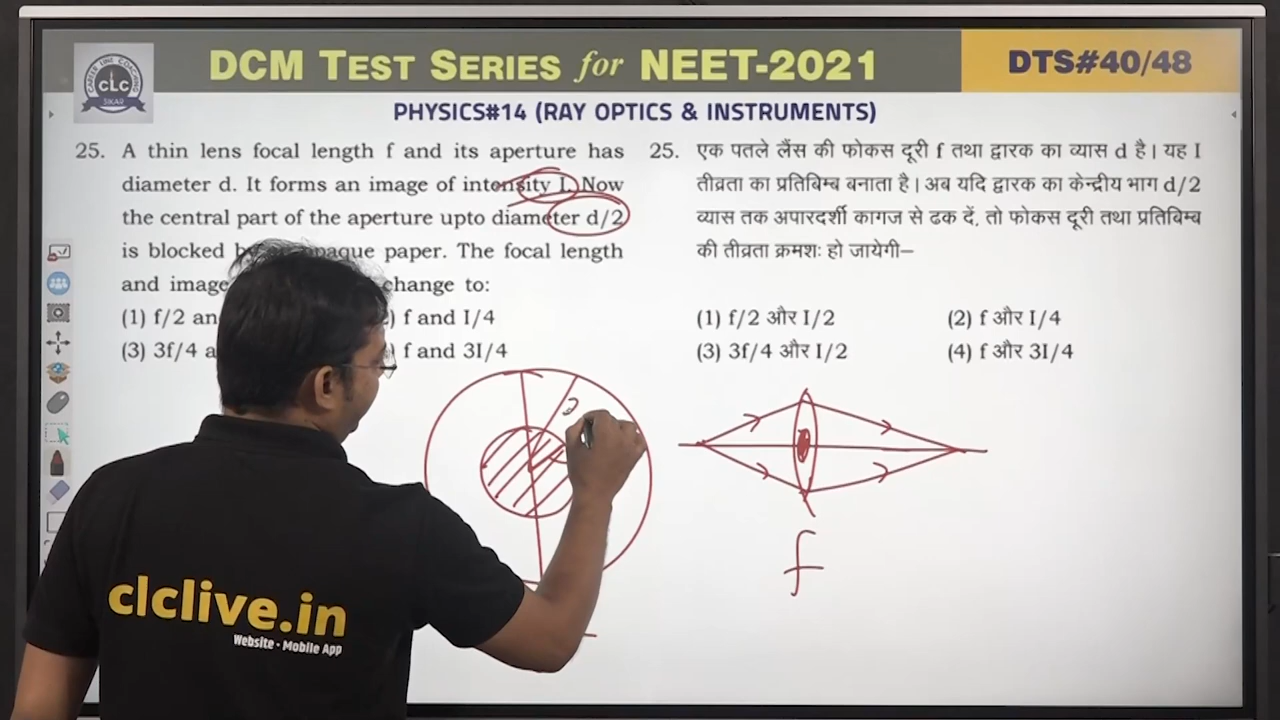 DCM TEST SERIES for NEET-2021
DTS#40/48
CLC
SIKAR
PHYSICS#14 (RAY OPTICS & INSTRUMENTS)
25. A thin lens focal length f and its aperture has
diameter d. It forms an image of intensity I. Now
the central part of the aperture upto diameter d/2
is blocked by opaque paper. The focal length
and image change to:
(1) f/2 an f and I/4
(3) 3f/4 a f and 3I/4
25. एक पतले लैंस की फोकस दूरी f तथा द्वारक का व्यास d है। यह I
तीव्रता का प्रतिबिम्ब बनाता है। अब यदि द्वारक का केन्द्रीय भाग d/2
व्यास तक अपारदर्शी कागज से ढक दें, तो फोकस दूरी तथा प्रतिबिम्ब
की तीव्रता क्रमशः हो जायेगी–
(1) f/2 और I/2 (2) f और I/4
(3) 3f/4 और I/2 (4) f और 3I/4
f
clclive.in
Website • Mobile App